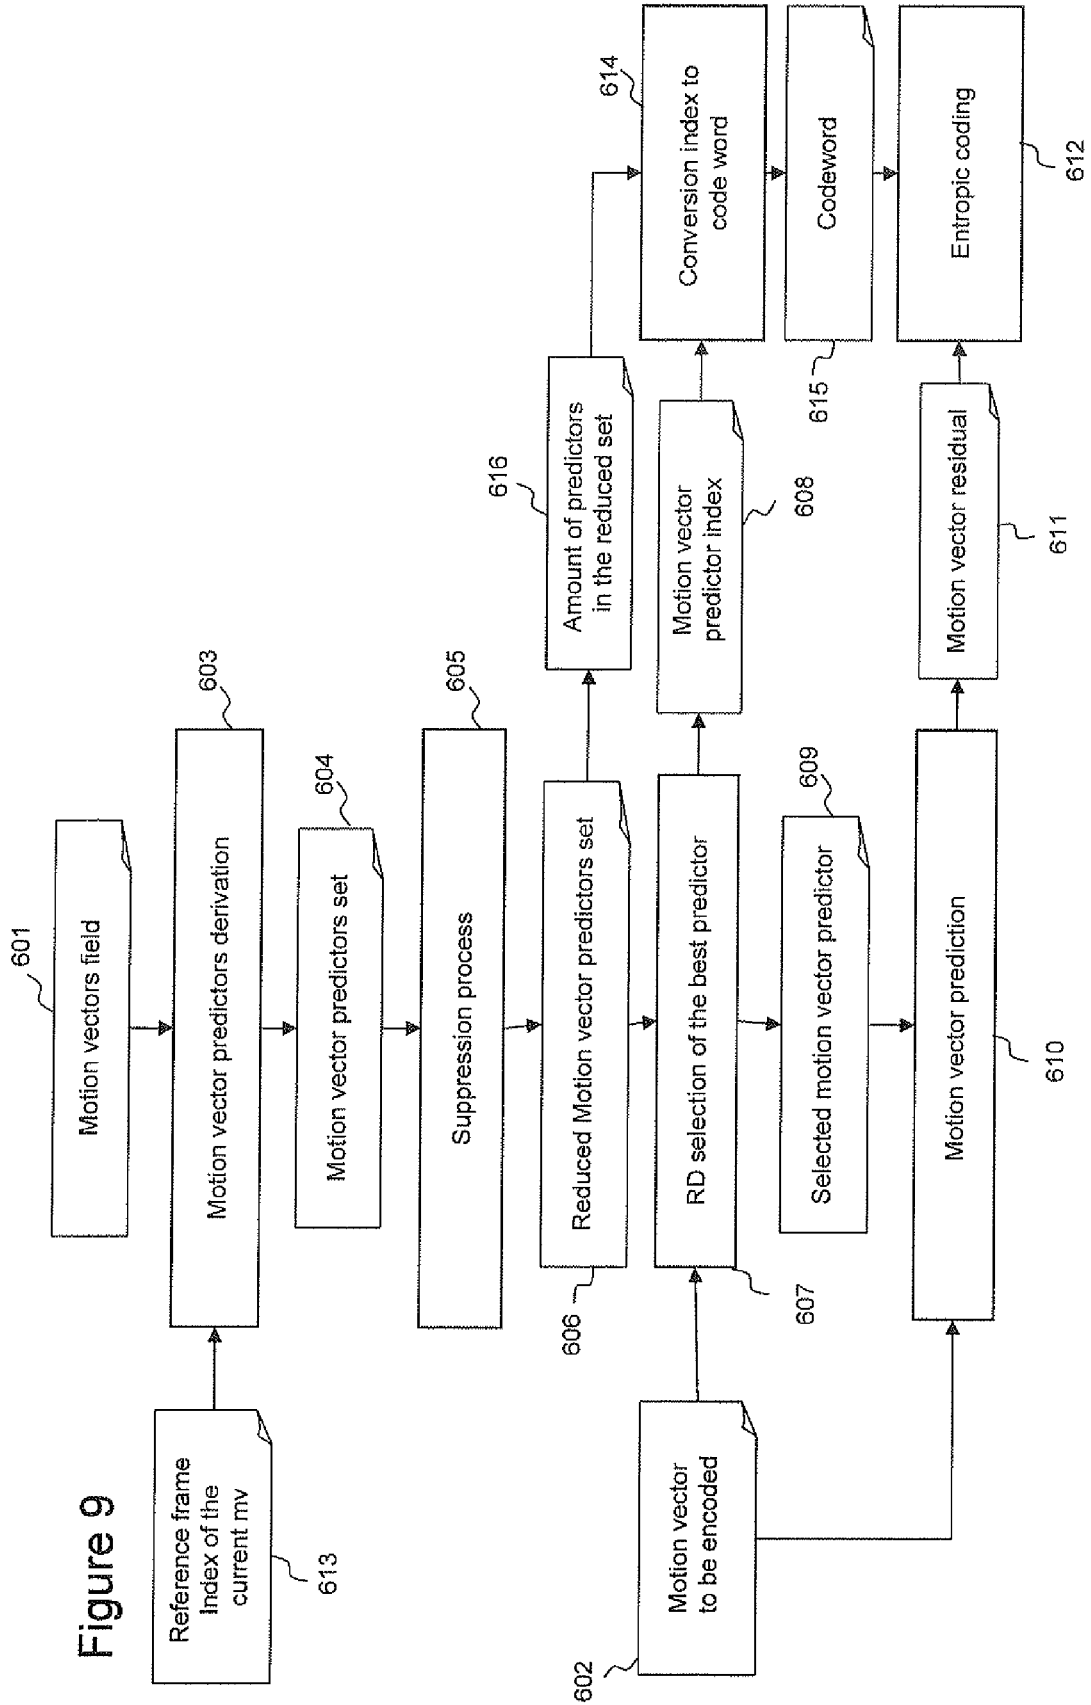 Figure 9
601
Motion vectors field
Reference frame
Index of the
current mv
613
Motion vector predictors derivation
603
Motion vector predictors set
604
Suppression process
605
Reduced Motion vector predictors set
606
Amount of predictors
in the reduced set
616
Motion vector
to be encoded
602
RD selection of the best predictor
607
Motion vector
predictor index
608
Conversion index to
code word
614
Selected motion vector predictor
609
Codeword
615
Motion vector prediction
610
Motion vector residual
611
Entropic coding
612